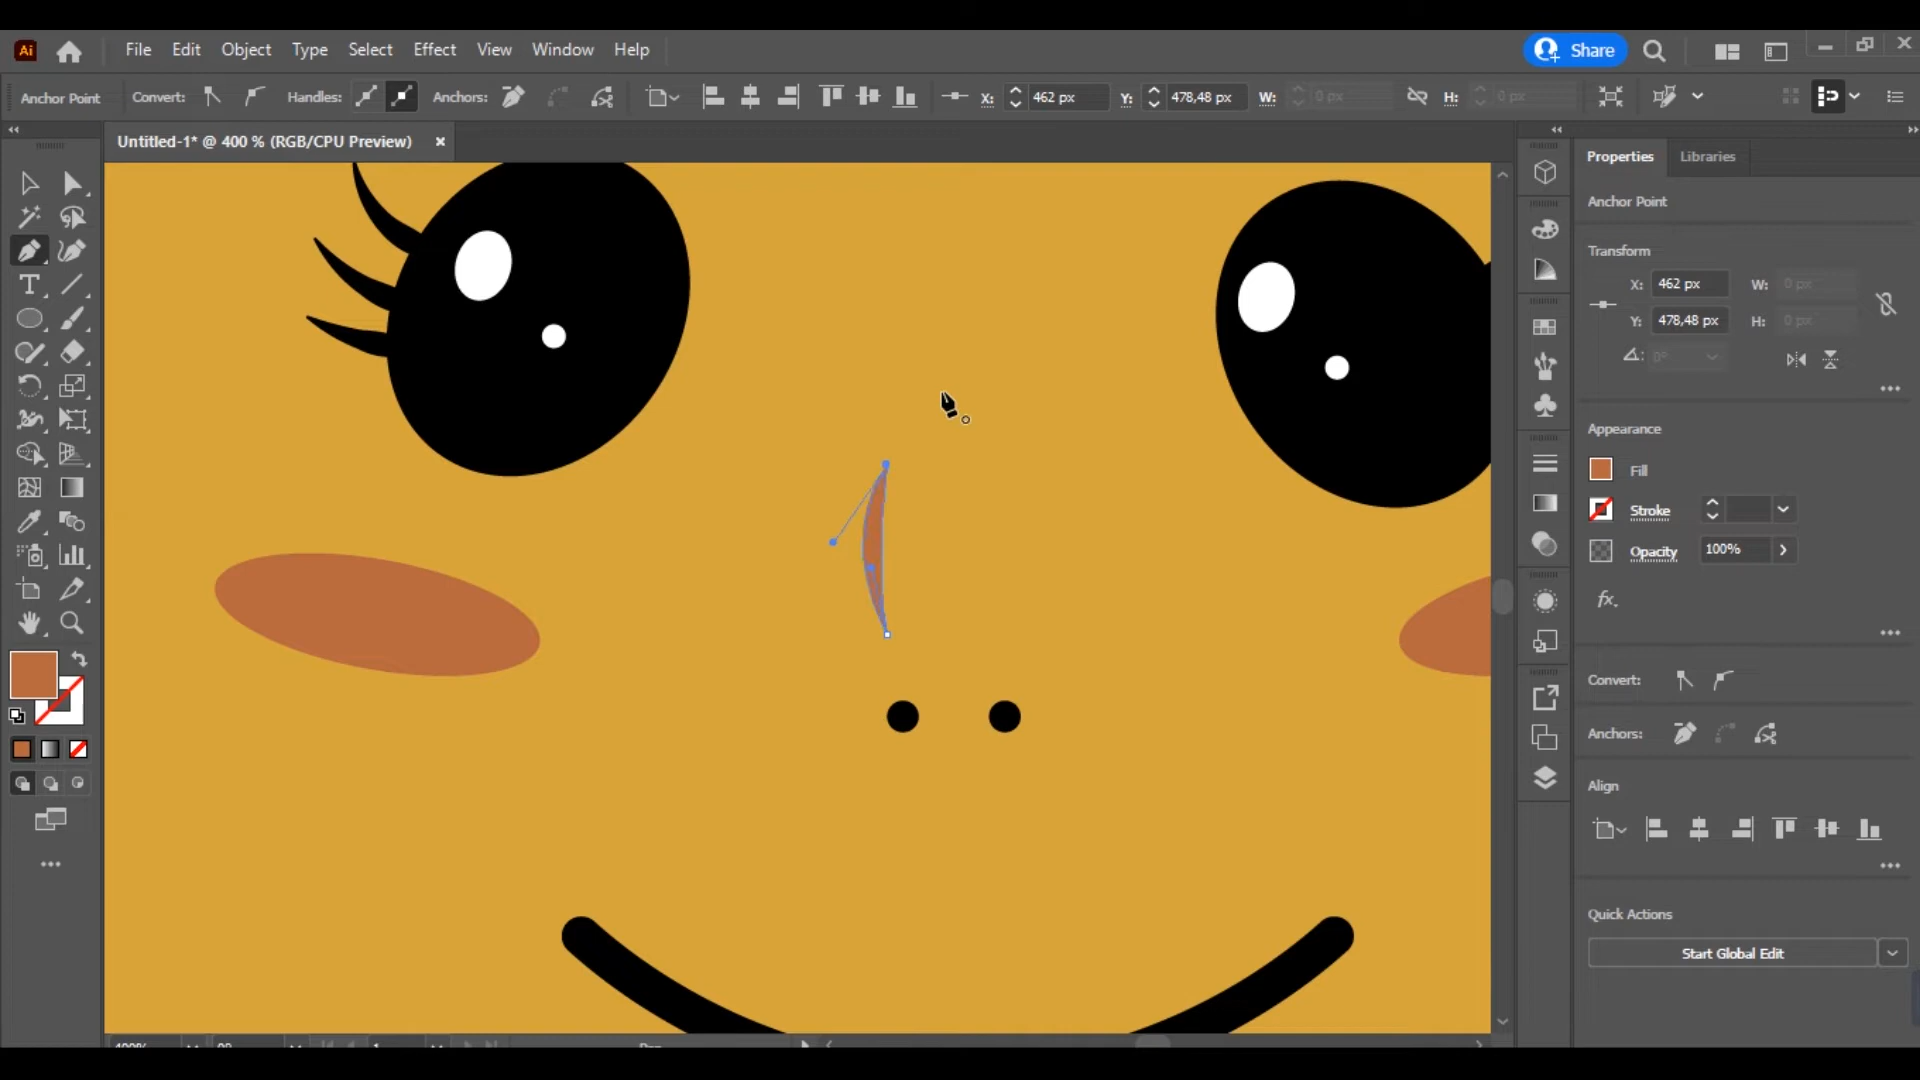 Ai File Edit Object Type Select Effect View Window Help Share
Anchor Point Convert: Handles: Anchors: X: 462 px Y: 478,48 px W: 0 px H: 0 px
Untitled-1* @ 400 % (RGB/CPU Preview) ×
Properties Libraries
Anchor Point
Transform
X: 462 px W: 0 px
Y: 478,48 px H: 0 px
0°
Appearance
Fill
Stroke
Opacity 100%
fx.
Convert:
Anchors:
Align
Quick Actions
Start Global Edit